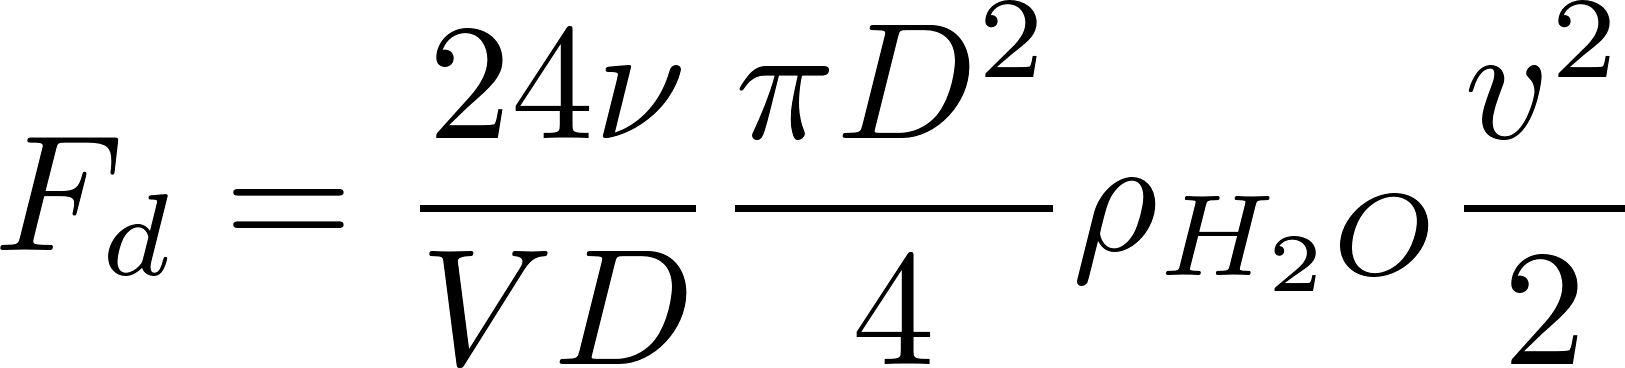 F_d = \frac{24\nu}{VD} \frac{\pi D^2}{4} \rho_{H_2O} \frac{v^2}{2}